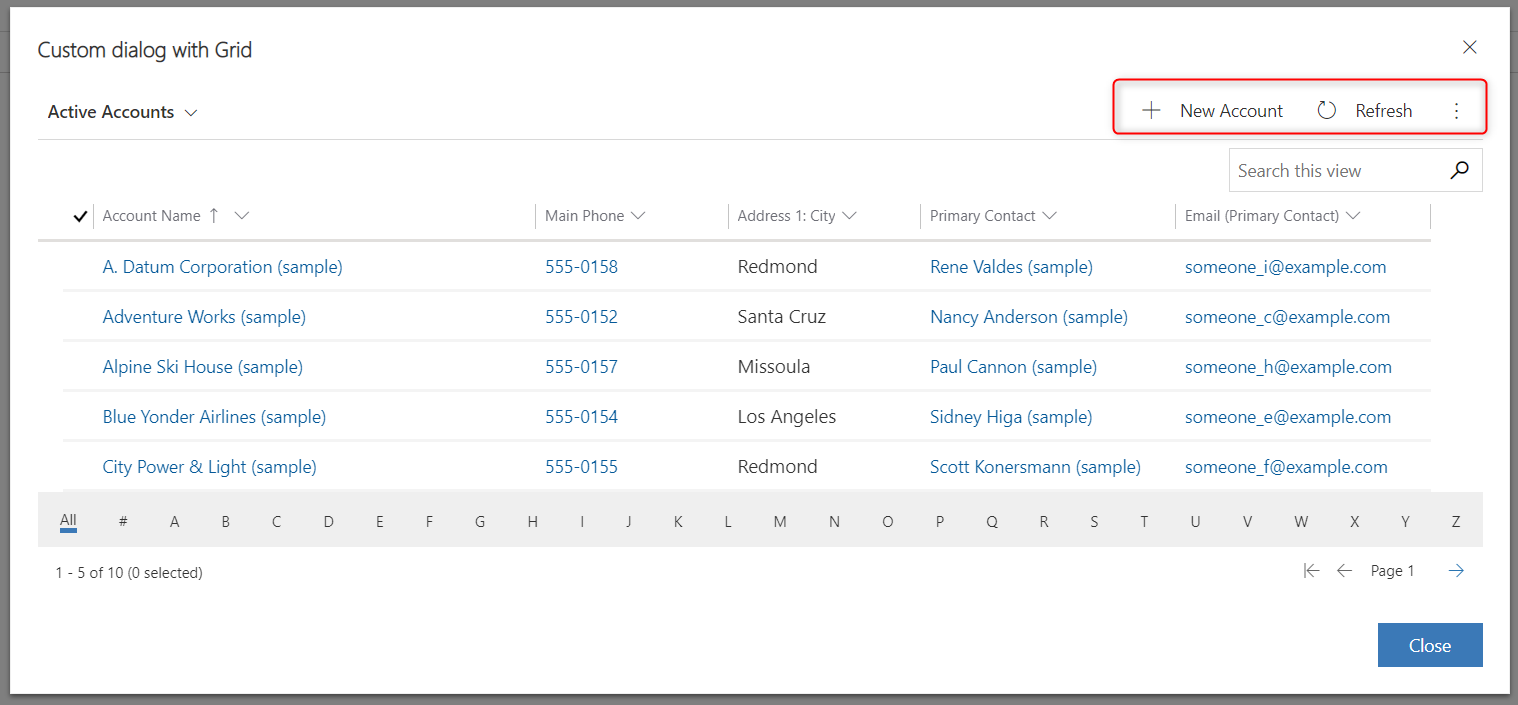 Custom dialog with Grid
Active Accounts New Account Refresh
Search this view
Account Name Main Phone Address 1: City Primary Contact Email (Primary Contact)
A. Datum Corporation (sample) 555-0158 Redmond Rene Valdes (sample) someone_i@example.com
Adventure Works (sample) 555-0152 Santa Cruz Nancy Anderson (sample) someone_c@example.com
Alpine Ski House (sample) 555-0157 Missoula Paul Cannon (sample) someone_h@example.com
Blue Yonder Airlines (sample) 555-0154 Los Angeles Sidney Higa (sample) someone_e@example.com
City Power & Light (sample) 555-0155 Redmond Scott Konersmann (sample) someone_f@example.com
All # A B C D E F G H I J K L M N O P Q R S T U V W X Y Z
1 - 5 of 10 (0 selected) Page 1
Close